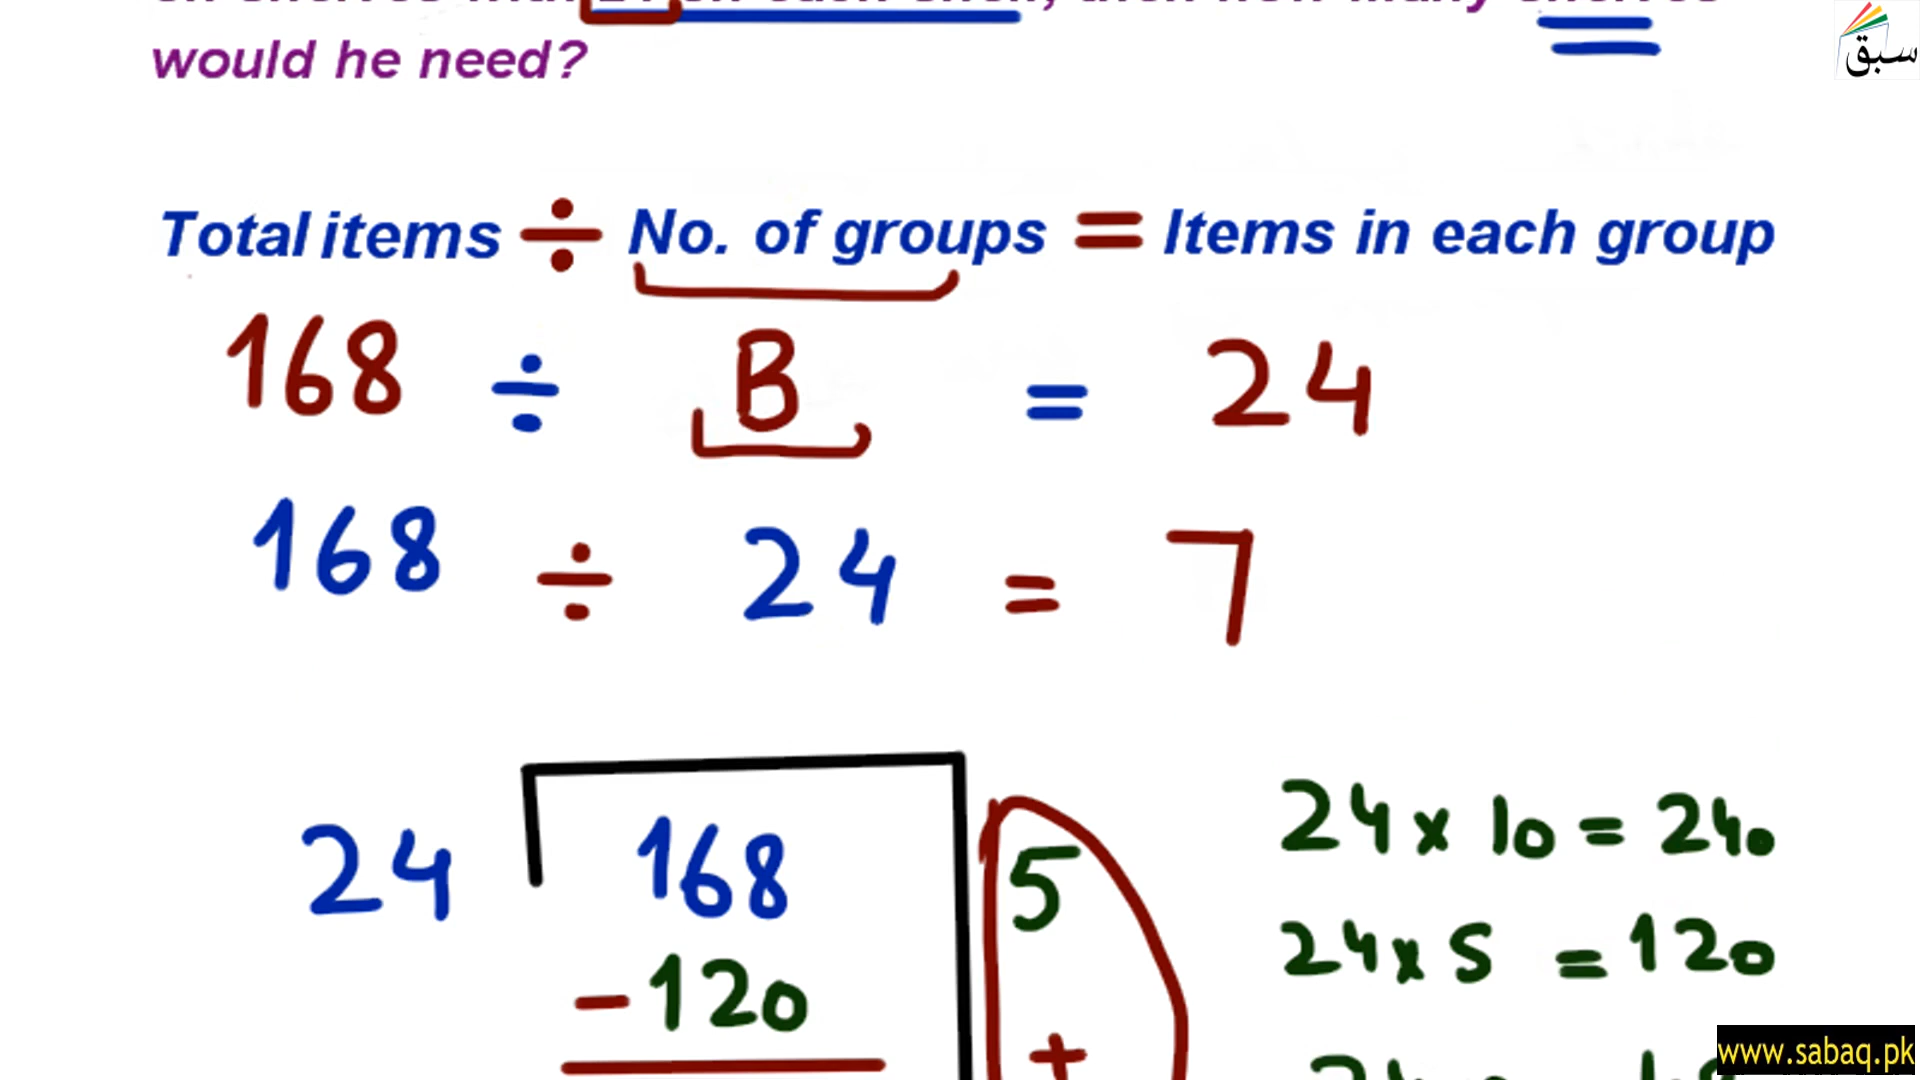 would he need?
سبق
Total items ÷ No. of groups = Items in each group
168 ÷ B = 24
168 ÷ 24 = 7
24 168 5
- 120
+
24 x 10 = 240
24 x 5 = 120
www.sabaq.pk